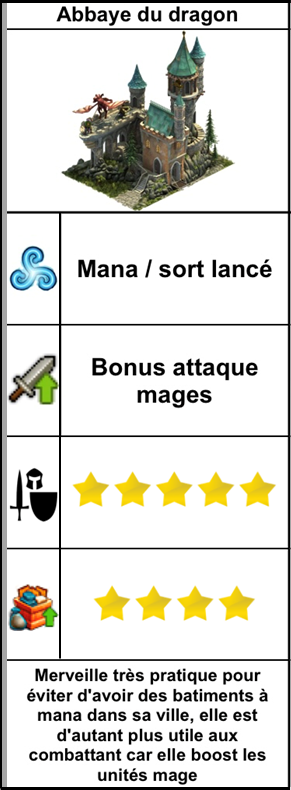 Abbaye du dragon
Mana / sort lancé
Bonus attaque
mages
Merveille très pratique pour
éviter d'avoir des batiments à
mana dans sa ville, elle est
d'autant plus utile aux
combattant car elle boost les
unités mage